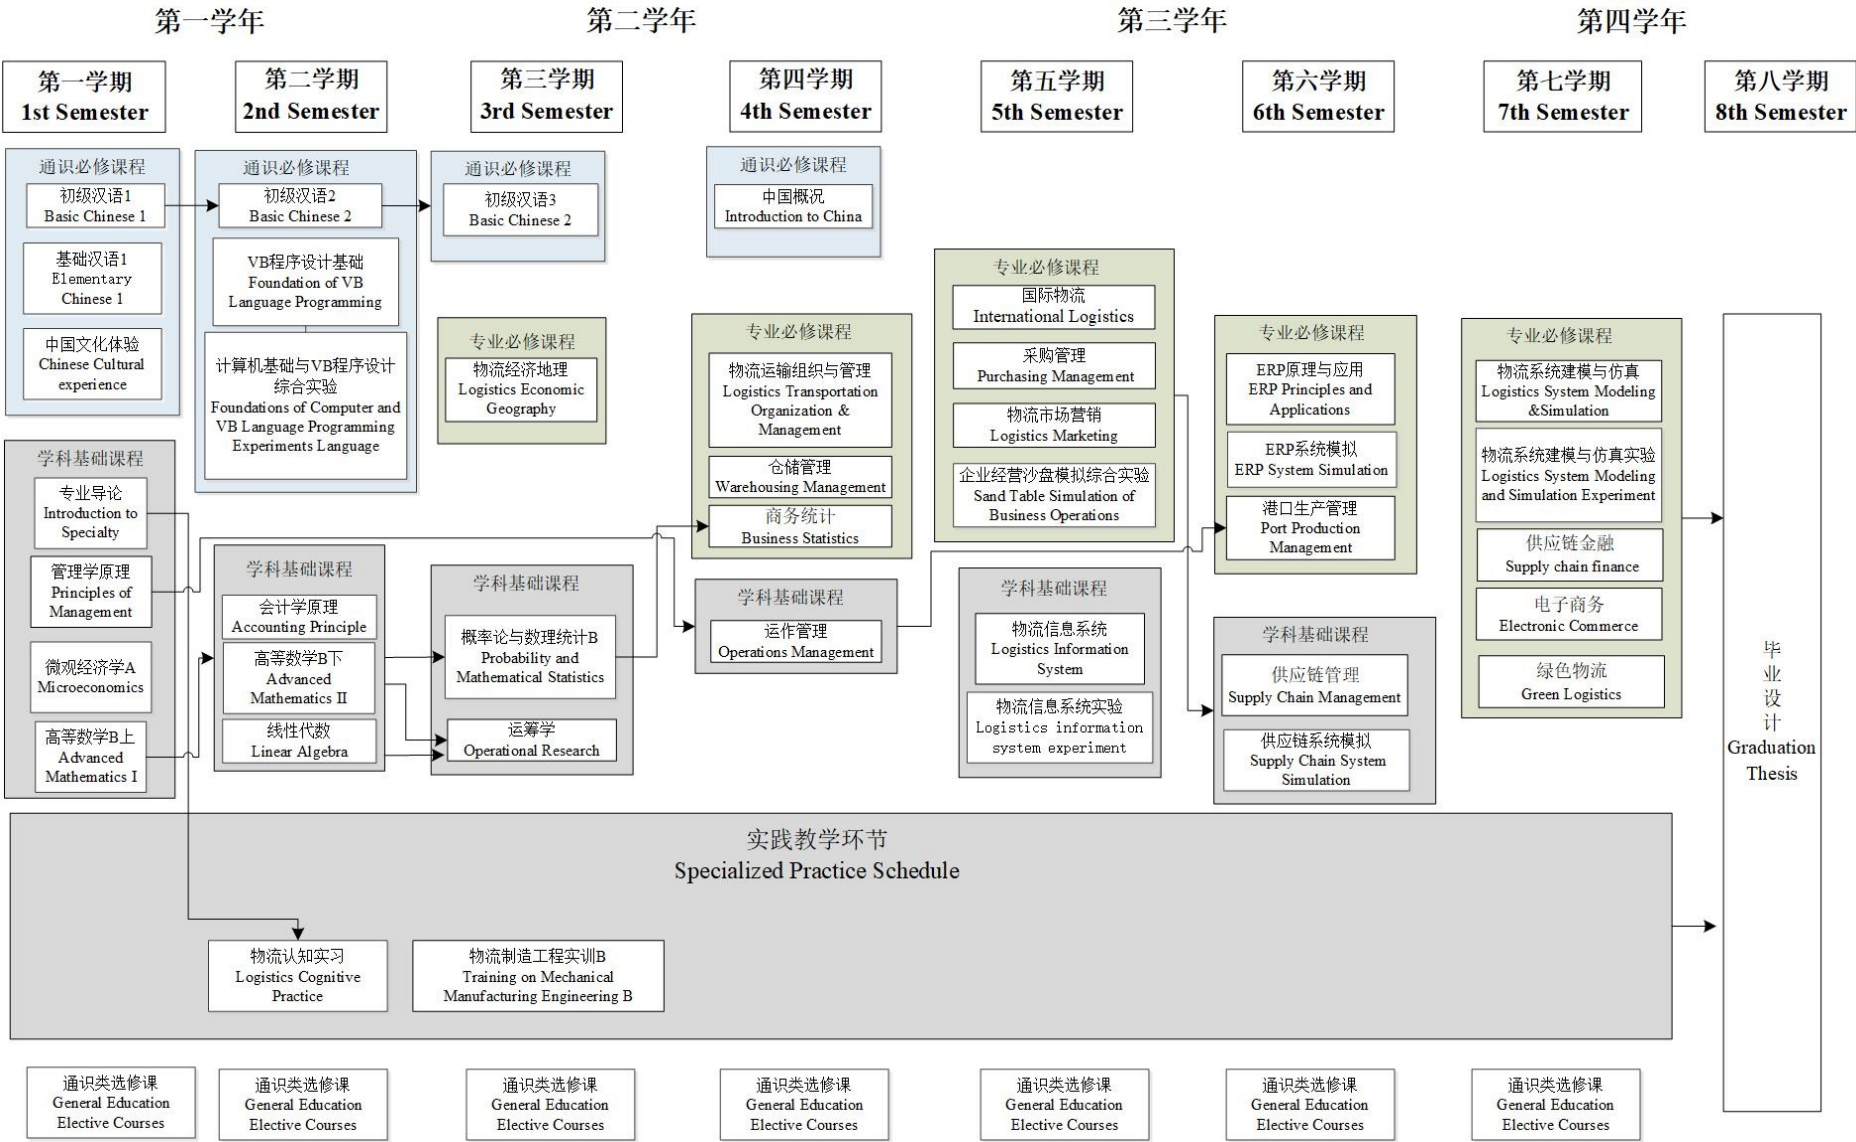 第一学年
第二学年
第三学年
第四学年
第一学期
1st Semester
第二学期
2nd Semester
第三学期
3rd Semester
第四学期
4th Semester
第五学期
5th Semester
第六学期
6th Semester
第七学期
7th Semester
第八学期
8th Semester
通识必修课程
初级汉语1
Basic Chinese 1
基础汉语1
Elementary
Chinese 1
中国文化体验
Chinese Cultural
experience
学科基础课程
专业导论
Introduction to
Specialty
管理学原理
Principles of
Management
微观经济学A
Microeconomics
高等数学B上
Advanced
Mathematics I
通识必修课程
初级汉语2
Basic Chinese 2
VB程序设计基础
Foundation of VB
Language Programming
计算机基础与VB程序设计
综合实验
Foundations of Computer and
VB Language Programming
Experiments Language
学科基础课程
会计学原理
Accounting Principle
高等数学B下
Advanced
Mathematics II
线性代数
Linear Algebra
通识必修课程
初级汉语3
Basic Chinese 2
专业必修课程
物流经济地理
Logistics Economic
Geography
学科基础课程
概率论与数理统计B
Probability and
Mathematical Statistics
运筹学
Operational Research
通识必修课程
中国概况
Introduction to China
专业必修课程
物流运输组织与管理
Logistics Transportation
Organization &
Management
仓储管理
Warehousing Management
商务统计
Business Statistics
学科基础课程
运作管理
Operations Management
专业必修课程
国际物流
International Logistics
采购管理
Purchasing Management
物流市场营销
Logistics Marketing
企业经营沙盘模拟综合实验
Sand Table Simulation of
Business Operations
学科基础课程
物流信息系统
Logistics Information
System
物流信息系统实验
Logistics information
system experiment
专业必修课程
ERP原理与应用
ERP Principles and
Applications
ERP系统模拟
ERP System Simulation
港口生产管理
Port Production
Management
学科基础课程
供应链管理
Supply Chain Management
供应链系统模拟
Supply Chain System
Simulation
专业必修课程
物流系统建模与仿真
Logistics System Modeling
&Simulation
物流系统建模与仿真实验
Logistics System Modeling
and Simulation Experiment
供应链金融
Supply chain finance
电子商务
Electronic Commerce
绿色物流
Green Logistics
毕
业
设
计
Graduation
Thesis
实践教学环节
Specialized Practice Schedule
物流认知实习
Logistics Cognitive
Practice
物流制造工程实训B
Training on Mechanical
Manufacturing Engineering B
通识类选修课
General Education
Elective Courses
通识类选修课
General Education
Elective Courses
通识类选修课
General Education
Elective Courses
通识类选修课
General Education
Elective Courses
通识类选修课
General Education
Elective Courses
通识类选修课
General Education
Elective Courses
通识类选修课
General Education
Elective Courses